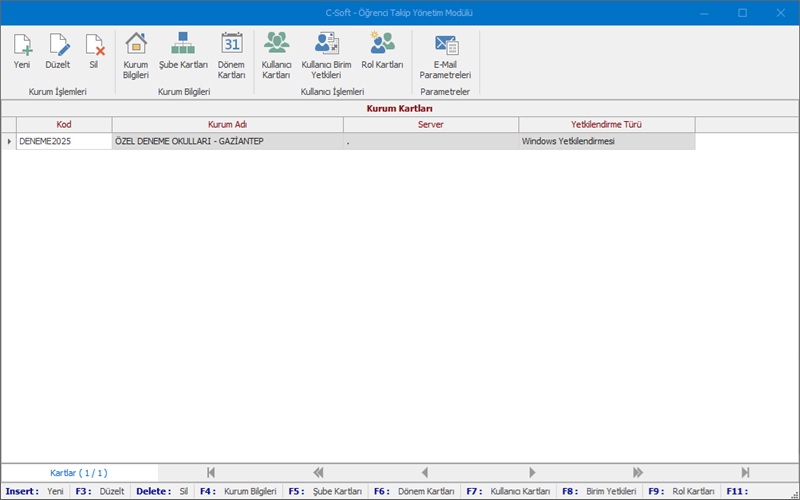 C-Soft - Öğrenci Takip Yönetim Modülü
Yeni Düzelt Sil Kurum Bilgileri Şube Kartları Dönem Kartları Kullanıcı Kartları Kullanıcı Birim Yetkileri Rol Kartları E-Mail Parametreleri
31
Kurum İşlemleri Kurum Bilgileri Kullanıcı İşlemleri Parametreler
Kurum Kartları
Kod Kurum Adı Server Yetkilendirme Türü
DENEME2025 ÖZEL DENEME OKULLARI - GAZİANTEP . Windows Yetkilendirmesi
Kartlar ( 1 / 1 )
Insert : Yeni F3 : Düzelt Delete : Sil F4 : Kurum Bilgileri F5 : Şube Kartları F6 : Dönem Kartları F7 : Kullanıcı Kartları F8 : Birim Yetkileri F9 : Rol Kartları F11 :